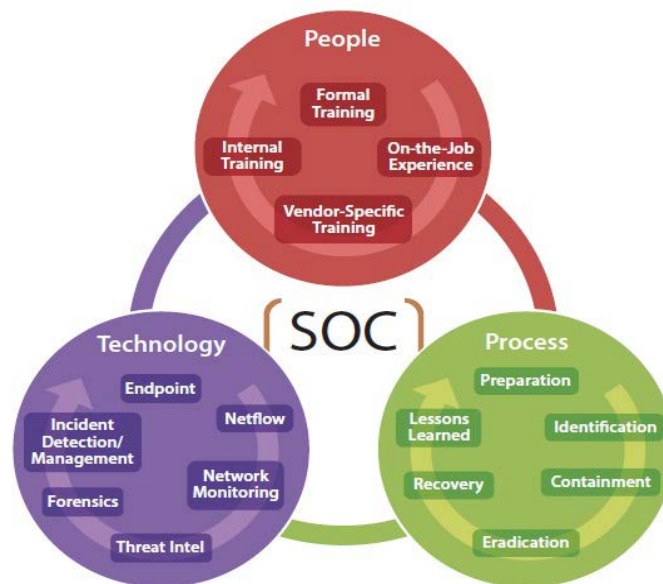 People
Formal
Training
Internal
Training
On-the-Job
Experience
Vendor-Specific
Training
SOC
Technology
Endpoint
Netflow
Incident
Detection/
Management
Network
Monitoring
Forensics
Threat Intel
Process
Preparation
Lessons
Learned
Identification
Recovery
Containment
Eradication